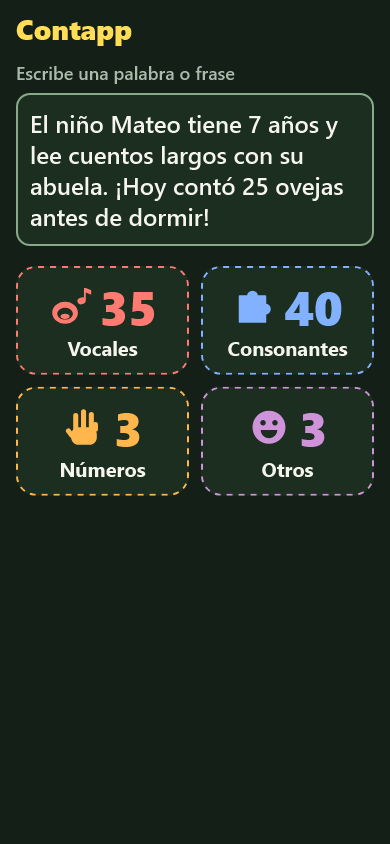 Contapp
Escribe una palabra o frase
El niño Mateo tiene 7 años y
lee cuentos largos con su
abuela. ¡Hoy contó 25 ovejas
antes de dormir!
35
Vocales
40
Consonantes
3
Números
3
Otros